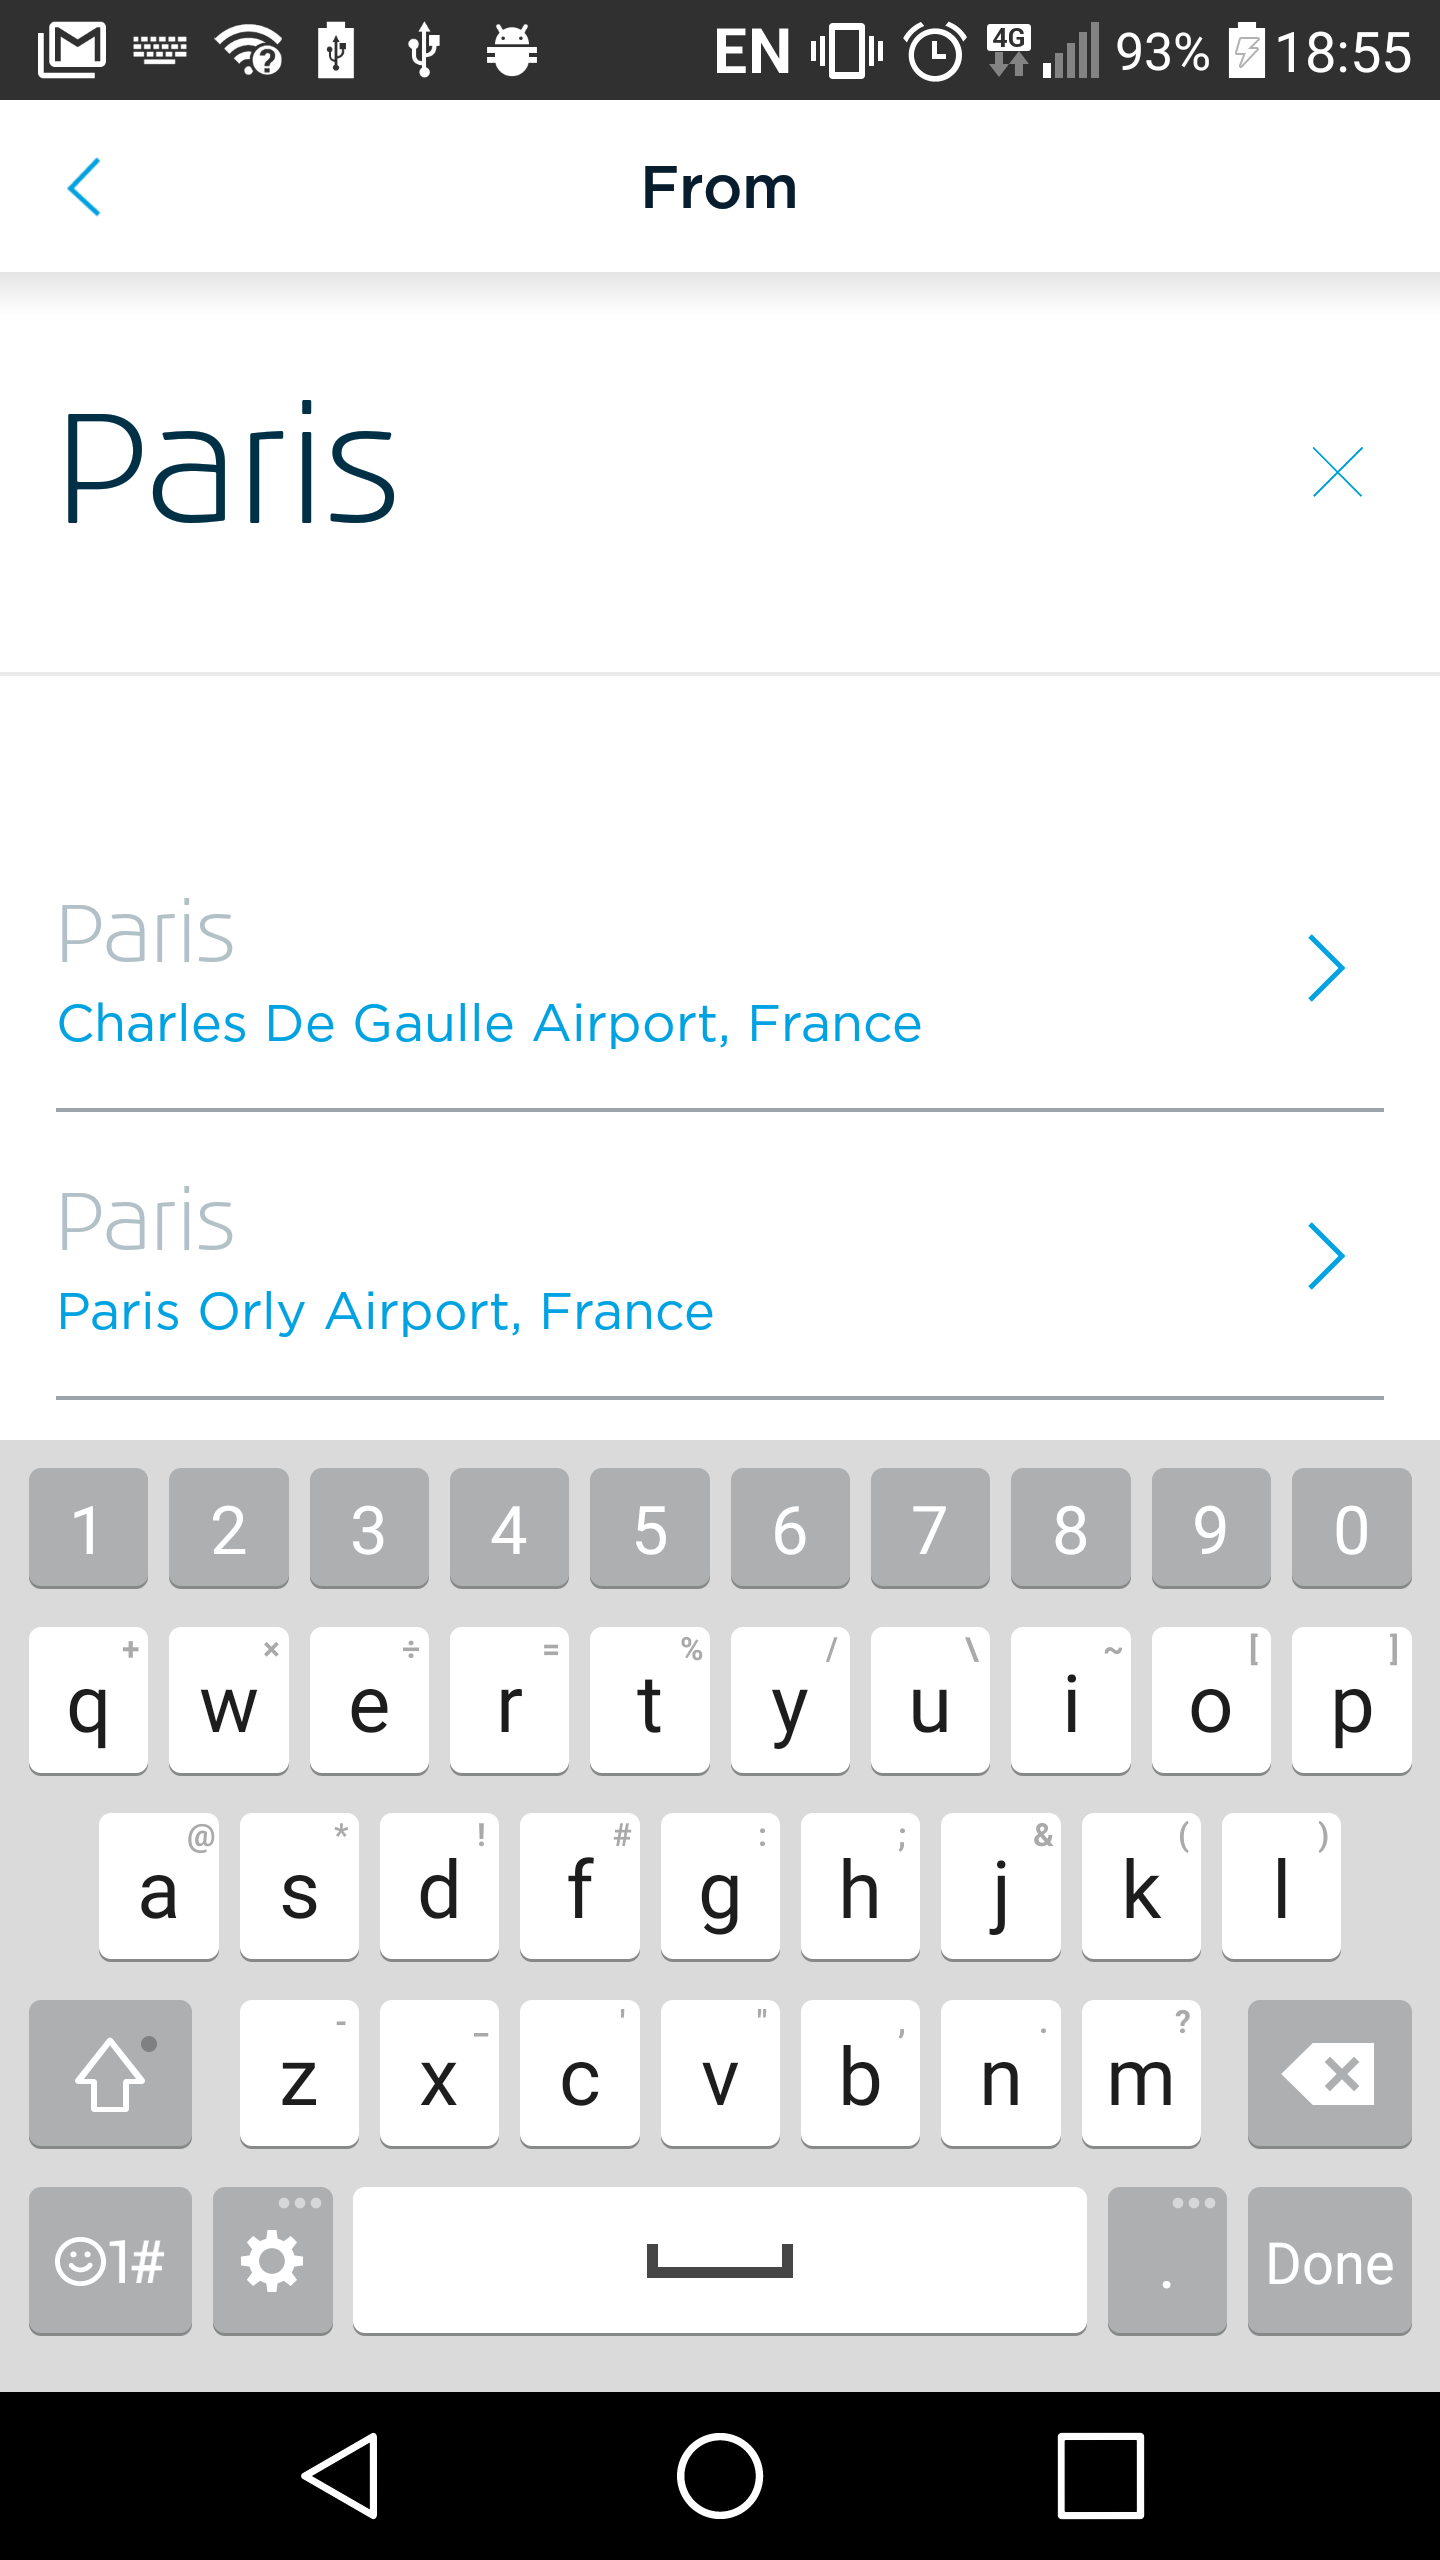 EN 4G 93% 18:55
From
Paris
Paris
Charles De Gaulle Airport, France
Paris
Paris Orly Airport, France
1 2 3 4 5 6 7 8 9 0
+ × ÷ = % / \ ~ [ ]
q w e r t y u i o p
@ * ! # : ; & ( )
a s d f g h j k l
- _ ' " , . ?
z x c v b n m
1# . Done